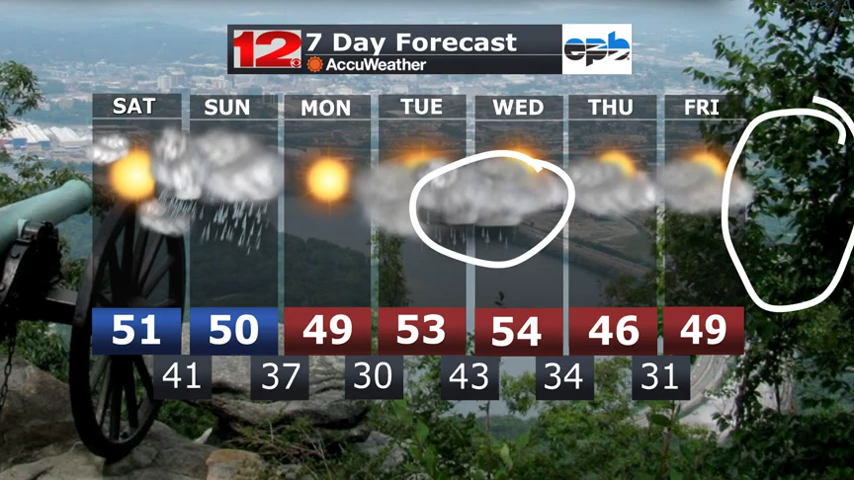 12 7 Day Forecast epb
AccuWeather
SAT SUN MON TUE WED THU FRI
51 50 49 53 54 46 49
41 37 30 43 34 31